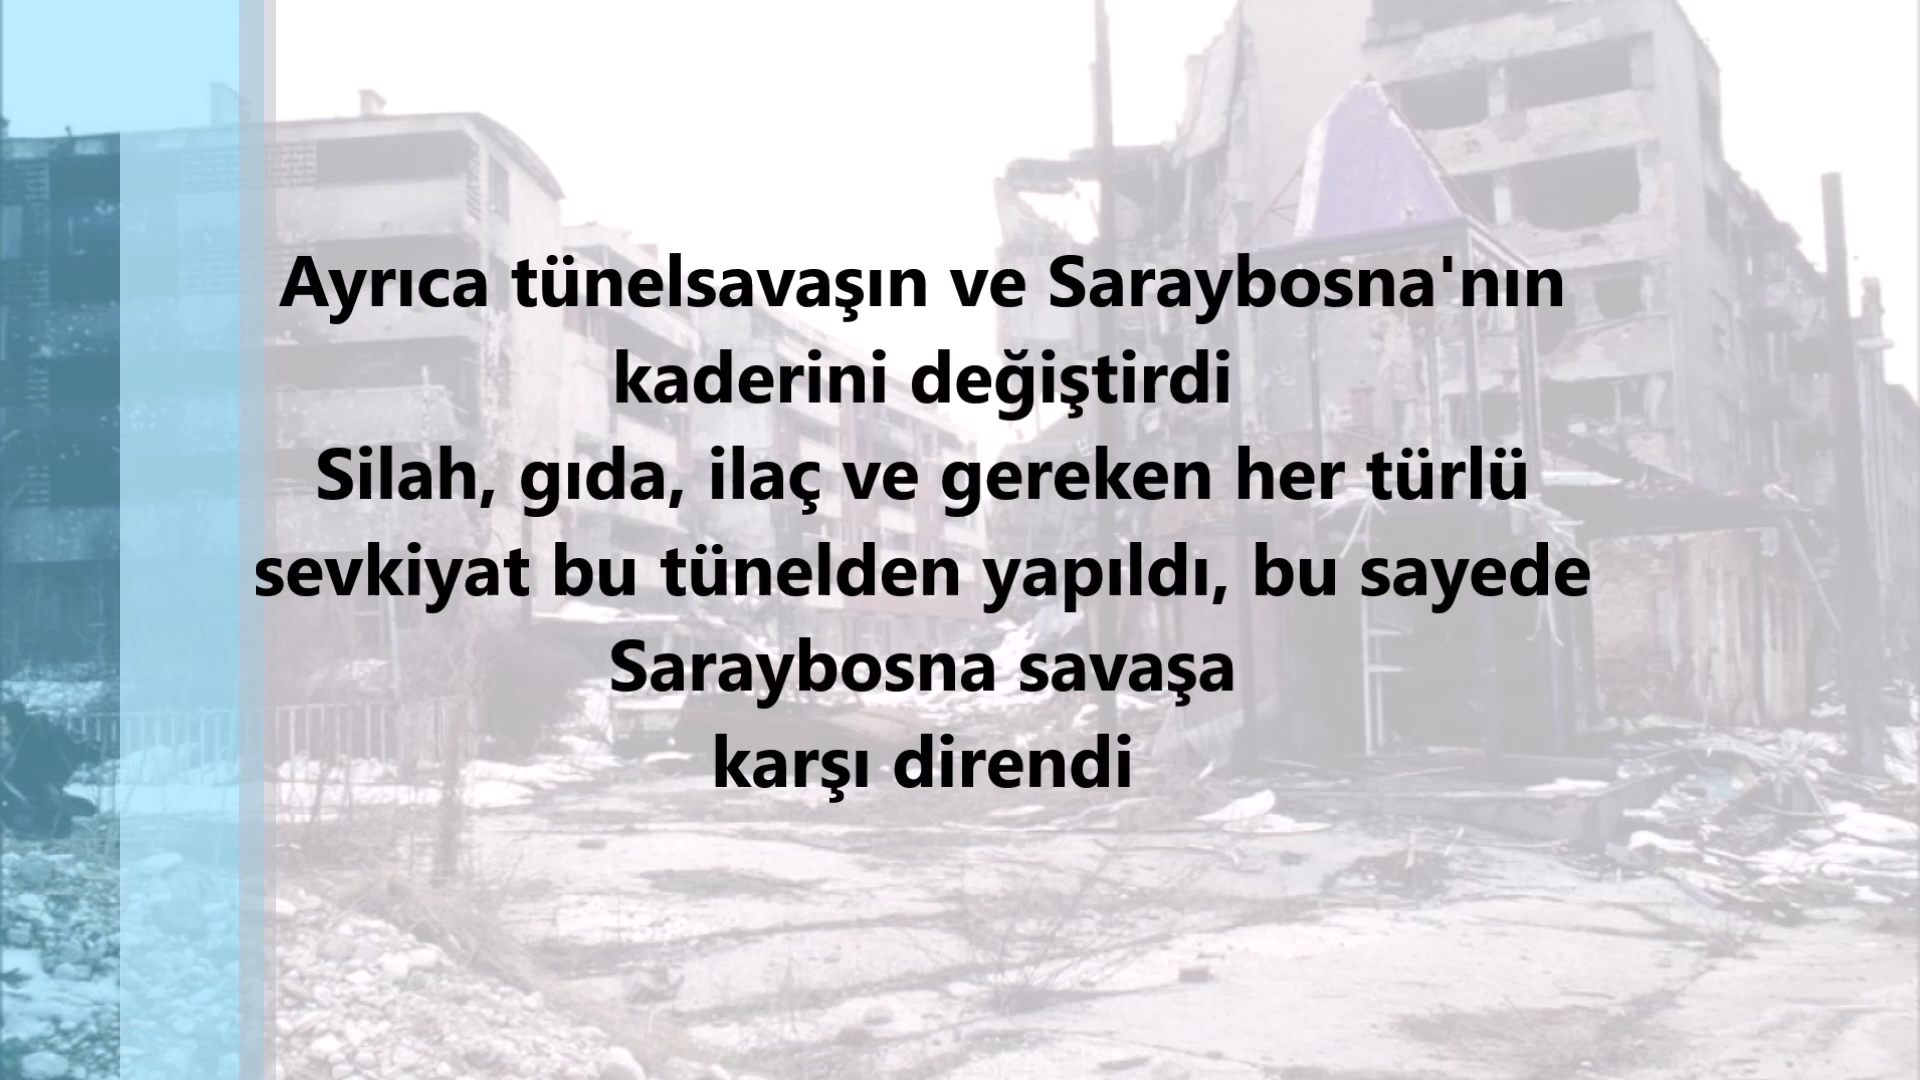 Ayrıca tünelsavaşın ve Saraybosna'nın
kaderini değiştirdi
Silah, gıda, ilaç ve gereken her türlü
sevkiyat bu tünelden yapıldı, bu sayede
Saraybosna savaşa
karşı direndi